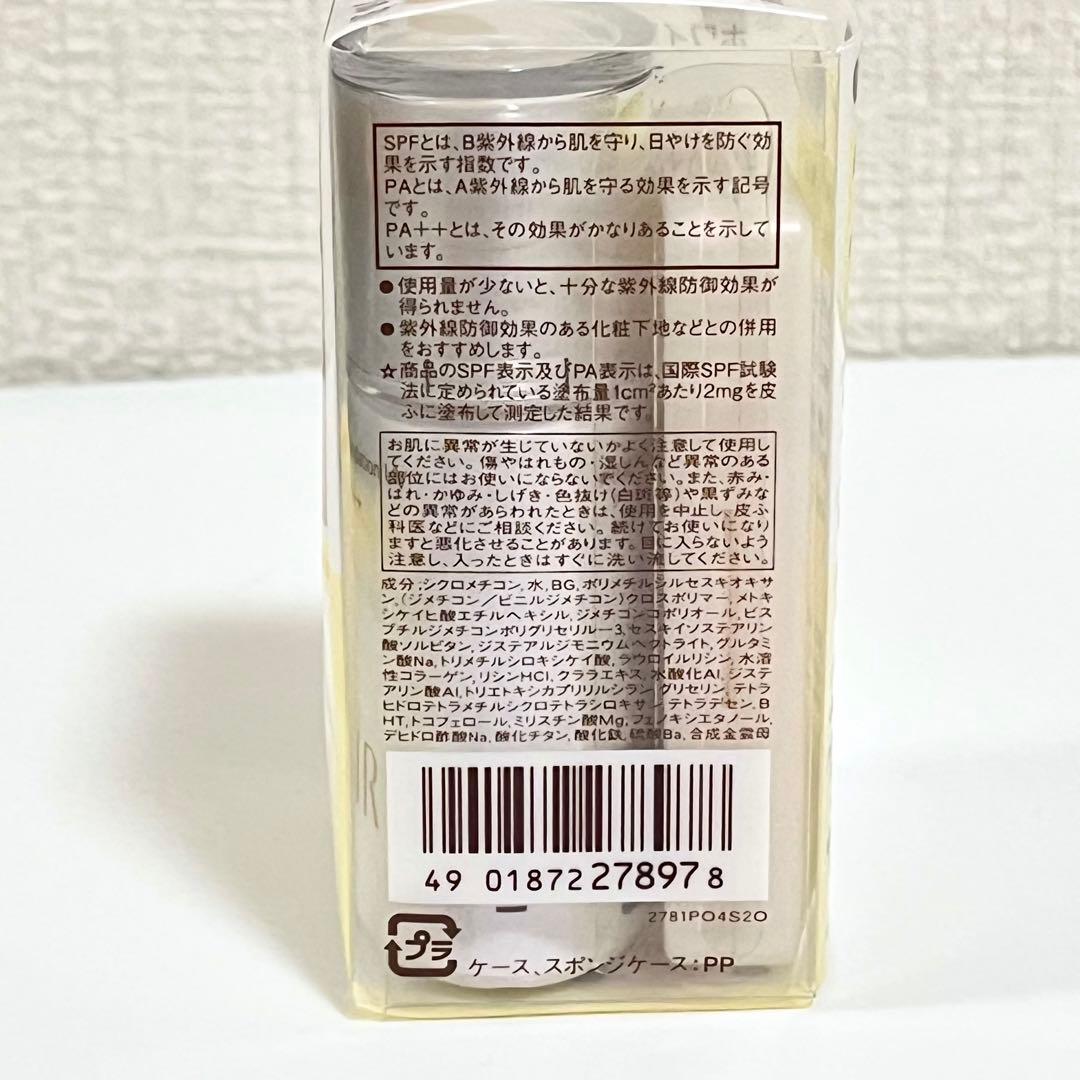 ホワイ
SPFとは、B紫外線から肌を守り、日やけを防ぐ効
果を示す指数です。
PAとは、A紫外線から肌を守る効果を示す記号
です。
PA++とは、その効果がかなりあることを示して
います。
●使用量が少ないと、十分な紫外線防御効果が
得られません。
●紫外線防御効果のある化粧下地などとの併用
をおすすめします。
☆商品のSPF表示及びPA表示は、国際SPF試験
法に定められている塗布量1cm²あたり2mgを皮
ふに塗布して測定した結果です。
お肌に異常が生じていないかよく注意して使用し
てください。傷やはれもの・湿しんなど異常のある
部位にはお使いにならないでください。また、赤み・
はれ・かゆみ・しげき・色抜け(白斑等)や黒ずみな
どの異常があらわれたときは、使用を中止し、皮ふ
科医などにご相談ください。続けてお使いになり
ますと悪化させることがあります。目に入らないよう
注意し、入ったときはすぐに洗い流してください。
成分:シクロメチコン,水,BG,ポリメチルシルセスキオキサ
ン,(ジメチコン/ビニルジメチコン)クロスポリマー,メトキ
シケイヒ酸エチルヘキシル,ジメチコンコポリオール,ビス
ブチルジメチコンポリグリセリルー3,セスキイソステアリン
酸ソルビタン,ジステアルジモニウムヘクトライト,グルタミ
ン酸Na,トリメチルシロキシケイ酸,ラウロイルリシン,水溶
性コラーゲン,リシンHCl,クララエキス,水酸化Al,ジステ
アリン酸Al,トリエトキシカプリリルシラン,グリセリン,テトラ
ヒドロテトラメチルシクロテトラシロキサン,テトラデセン,B
HT,トコフェロール,ミリスチン酸Mg,フェノキシエタノール,
デヒドロ酢酸Na,酸化チタン,酸化鉄,硫酸Ba,合成金雲母
49 01872 27897 8
2781PO4S20
プラ
ケース、スポンジケース:PP